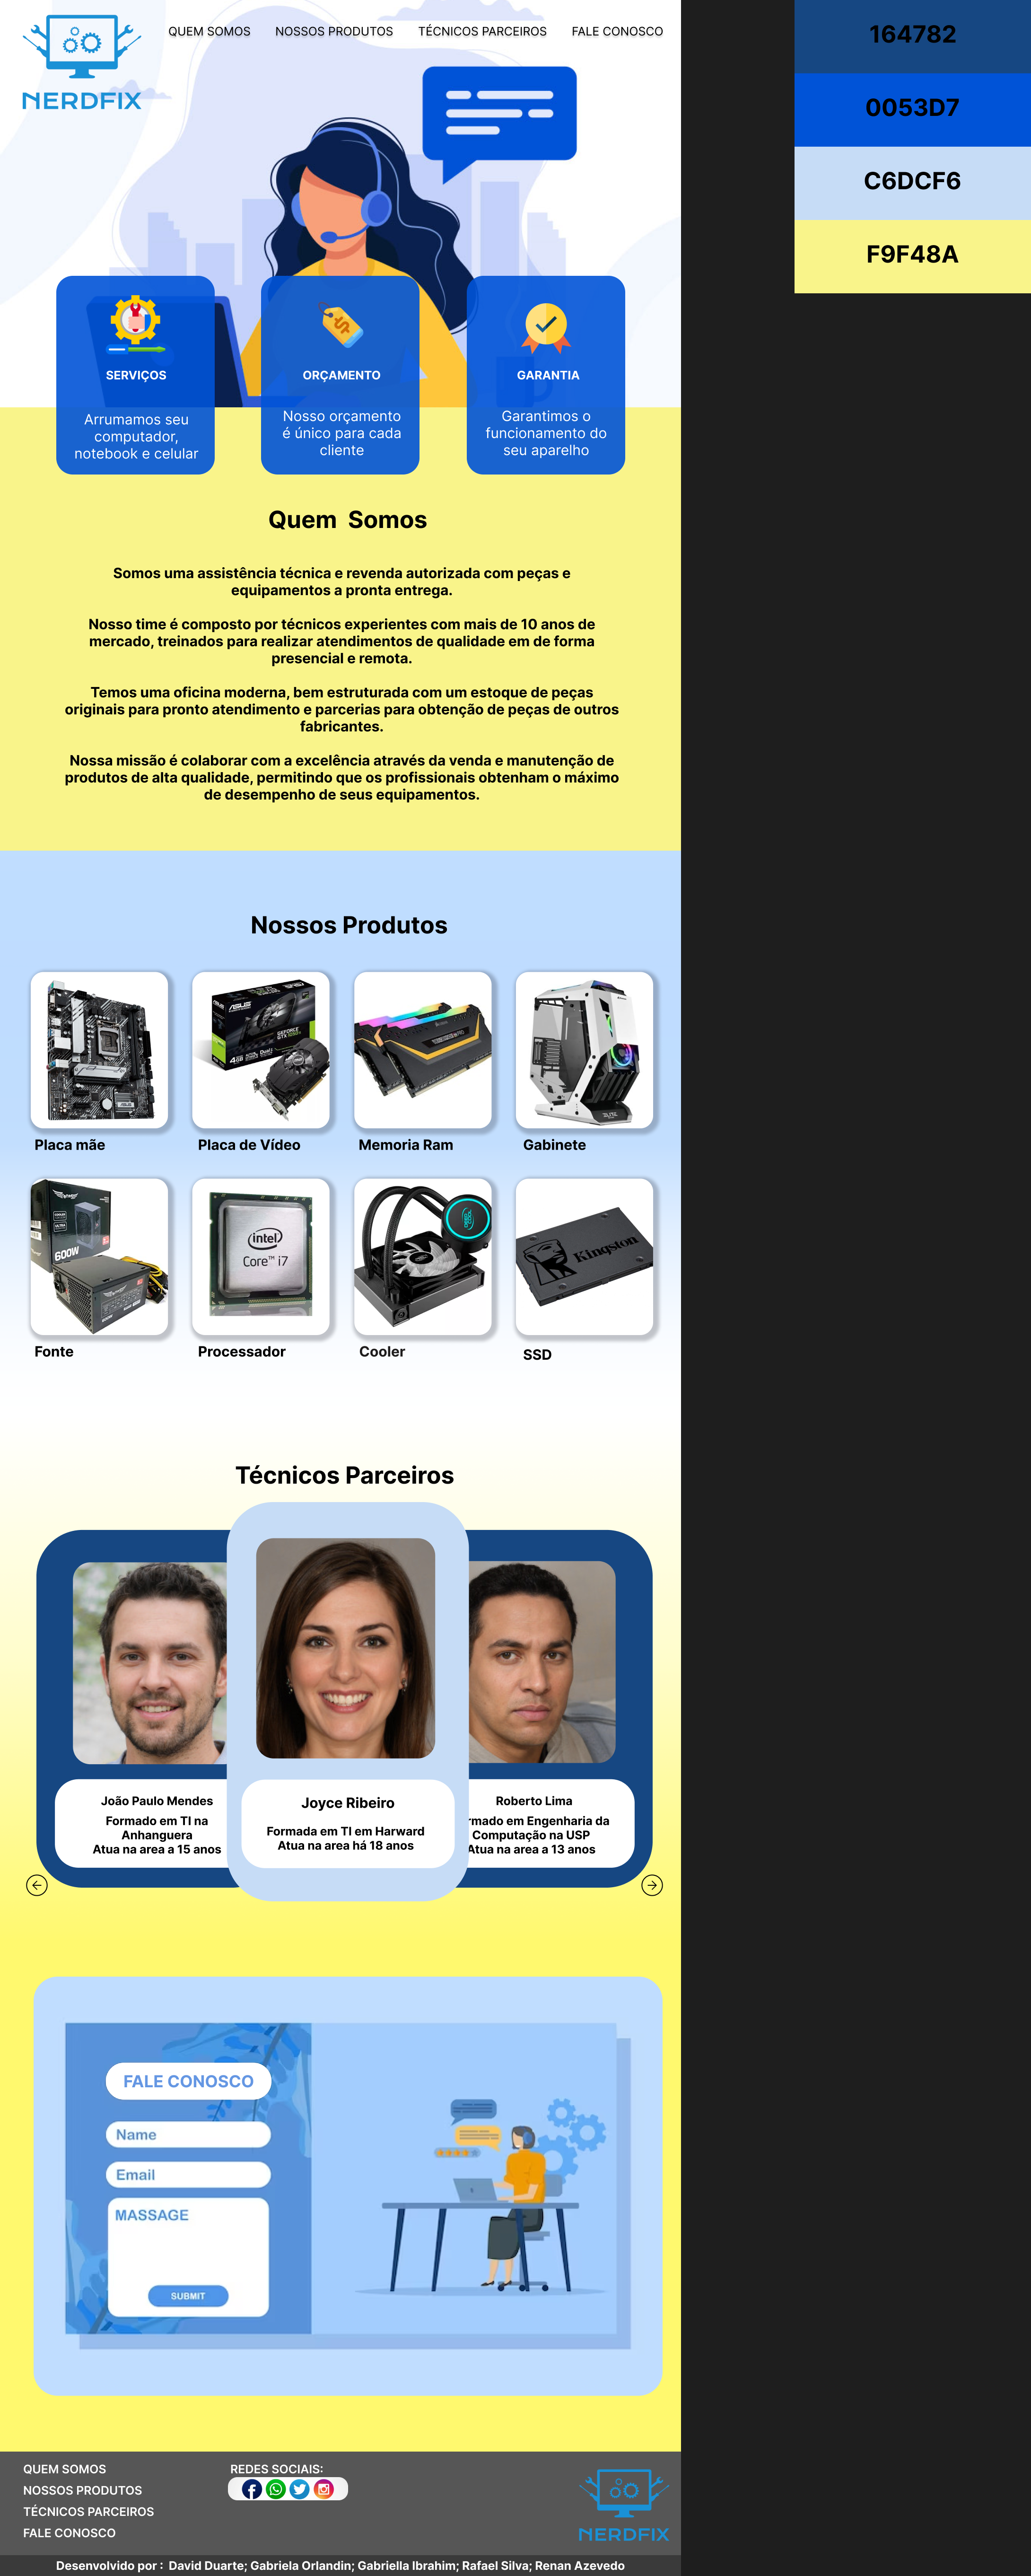 QUEM SOMOS NOSSOS PRODUTOS TÉCNICOS PARCEIROS FALE CONOSCO
NERDFIX
164782
0053D7
C6DCF6
F9F48A
SERVIÇOS
Arrumamos seu
computador,
notebook e celular
ORÇAMENTO
Nosso orçamento
é único para cada
cliente
GARANTIA
Garantimos o
funcionamento do
seu aparelho
Quem Somos
Somos uma assistência técnica e revenda autorizada com peças e
equipamentos a pronta entrega.
Nosso time é composto por técnicos experientes com mais de 10 anos de
mercado, treinados para realizar atendimentos de qualidade em de forma
presencial e remota.
Temos uma oficina moderna, bem estruturada com um estoque de peças
originais para pronto atendimento e parcerias para obtenção de peças de outros
fabricantes.
Nossa missão é colaborar com a excelência através da venda e manutenção de
produtos de alta qualidade, permitindo que os profissionais obtenham o máximo
de desempenho de seus equipamentos.
Nossos Produtos
ASUS
GEFORCE
4GB
Placa mãe
Placa de Vídeo
Memoria Ram
Gabinete
600W
intel
Core™ i7
Kingston
Fonte
Processador
Cooler
SSD
Técnicos Parceiros
João Paulo Mendes
Formado em TI na
Anhanguera
Atua na area a 15 anos
Joyce Ribeiro
Formada em TI em Harward
Atua na area há 18 anos
Roberto Lima
rmado em Engenharia da
Computação na USP
Atua na area a 13 anos
FALE CONOSCO
Name
Email
MASSAGE
SUBMIT
QUEM SOMOS
NOSSOS PRODUTOS
TÉCNICOS PARCEIROS
FALE CONOSCO
REDES SOCIAIS:
NERDFIX
Desenvolvido por : David Duarte; Gabriela Orlandin; Gabriella Ibrahim; Rafael Silva; Renan Azevedo